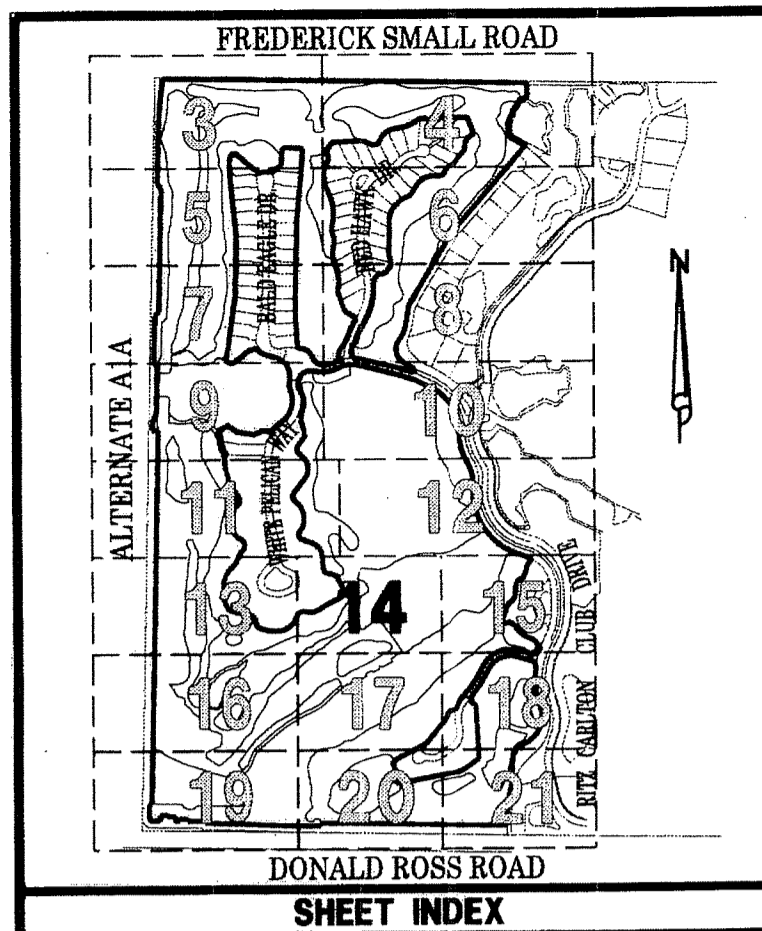 FREDERICK SMALL ROAD
3
4
5
6
BALD EAGLE DR.
RED HAWK DR
7
8
N
ALTERNATE A1A
9
10
WHITE PELICAN WAY
11
12
13
14
15
RITZ CARLTON CLUB DRIVE
16
17
18
19
20
21
DONALD ROSS ROAD
SHEET INDEX